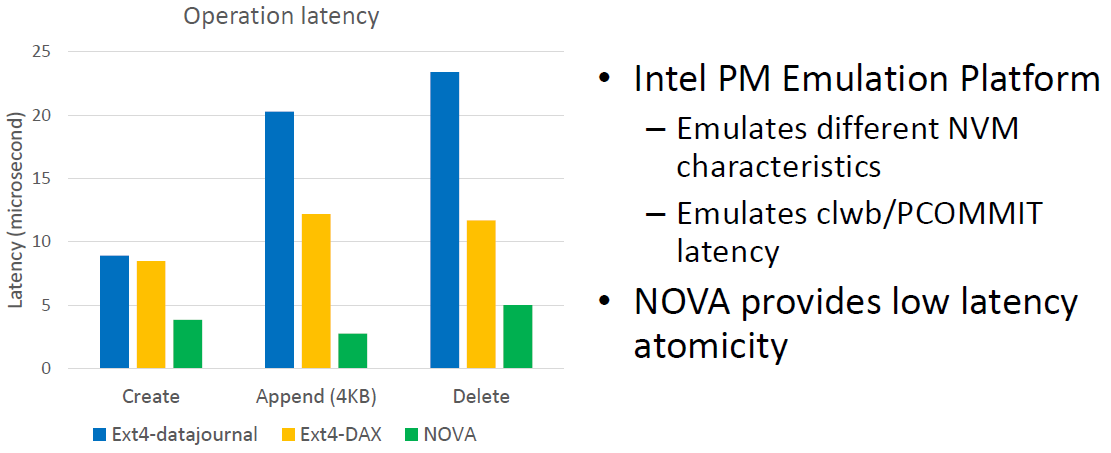 Operation latency
25
20
15
10
5
0
Latency (microsecond)
Create
Append (4KB)
Delete
Ext4-datajournal
Ext4-DAX
NOVA
• Intel PM Emulation Platform
– Emulates different NVM
characteristics
– Emulates clwb/PCOMMIT
latency
• NOVA provides low latency
atomicity